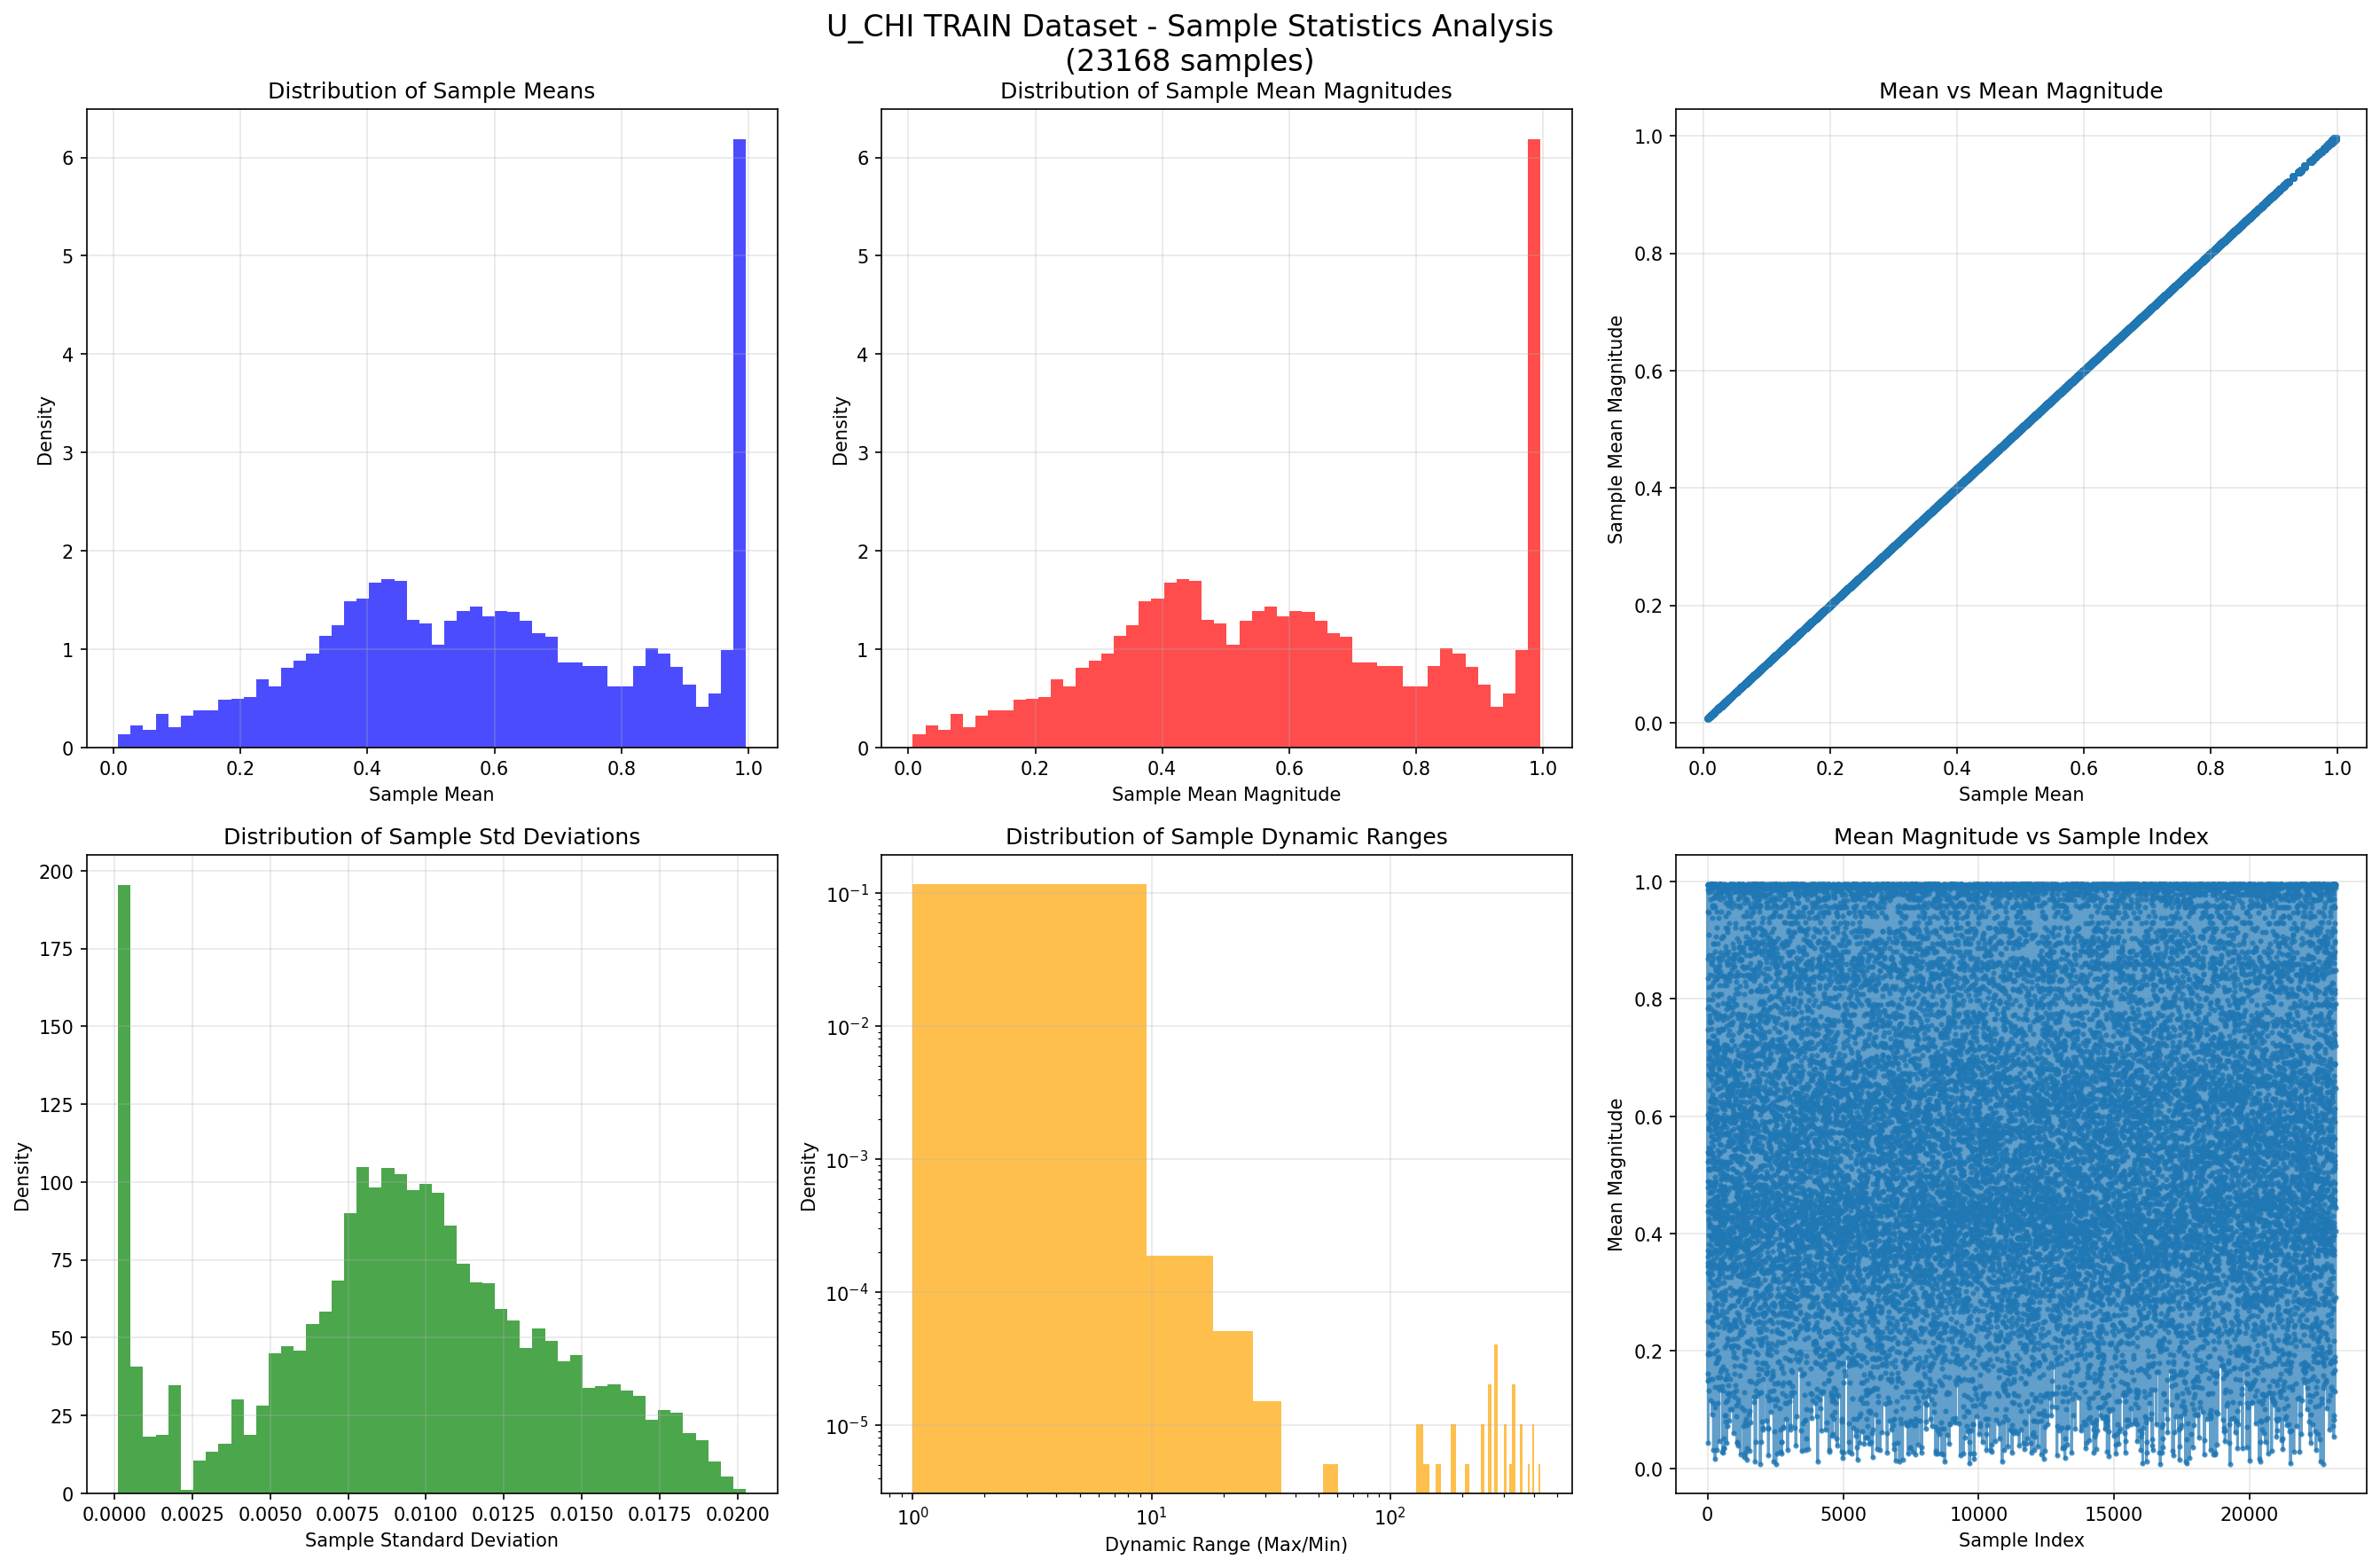 U_CHI TRAIN Dataset - Sample Statistics Analysis
(23168 samples)
Distribution of Sample Means
Density
6
5
4
3
2
1
0
0.0 0.2 0.4 0.6 0.8 1.0
Sample Mean
Distribution of Sample Mean Magnitudes
Density
6
5
4
3
2
1
0
0.0 0.2 0.4 0.6 0.8 1.0
Sample Mean Magnitude
Mean vs Mean Magnitude
Sample Mean Magnitude
1.0
0.8
0.6
0.4
0.2
0.0
0.0 0.2 0.4 0.6 0.8 1.0
Sample Mean
Distribution of Sample Std Deviations
Density
200
175
150
125
100
75
50
25
0
0.0000 0.0025 0.0050 0.0075 0.0100 0.0125 0.0150 0.0175 0.0200
Sample Standard Deviation
Distribution of Sample Dynamic Ranges
Density
10⁻¹
10⁻²
10⁻³
10⁻⁴
10⁻⁵
10⁰ 10¹ 10²
Dynamic Range (Max/Min)
Mean Magnitude vs Sample Index
Mean Magnitude
1.0
0.8
0.6
0.4
0.2
0.0
0 5000 10000 15000 20000
Sample Index